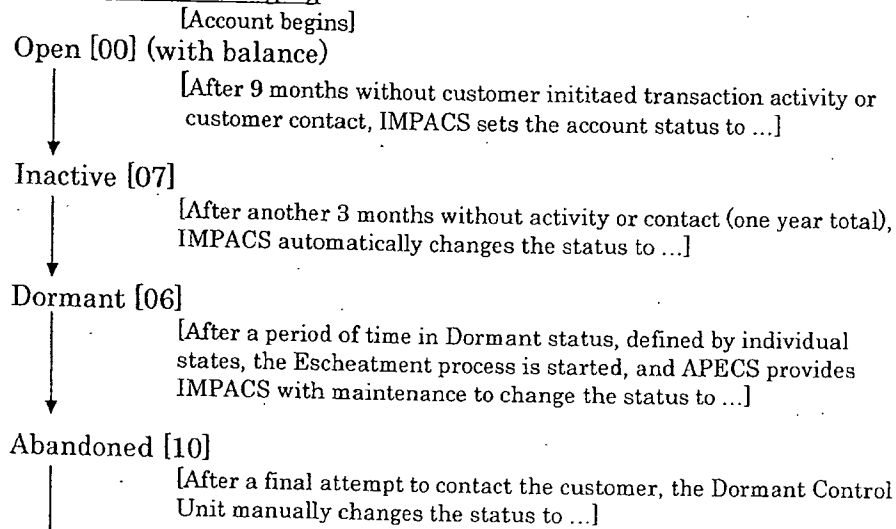 [Account begins]
Open [00] (with balance)
[After 9 months without customer inititaed transaction activity or
customer contact, IMPACS sets the account status to ...]
Inactive [07]
[After another 3 months without activity or contact (one year total),
IMPACS automatically changes the status to ...]
Dormant [06]
[After a period of time in Dormant status, defined by individual
states, the Escheatment process is started, and APECS provides
IMPACS with maintenance to change the status to ...]
Abandoned [10]
[After a final attempt to contact the customer, the Dormant Control
Unit manually changes the status to ...]